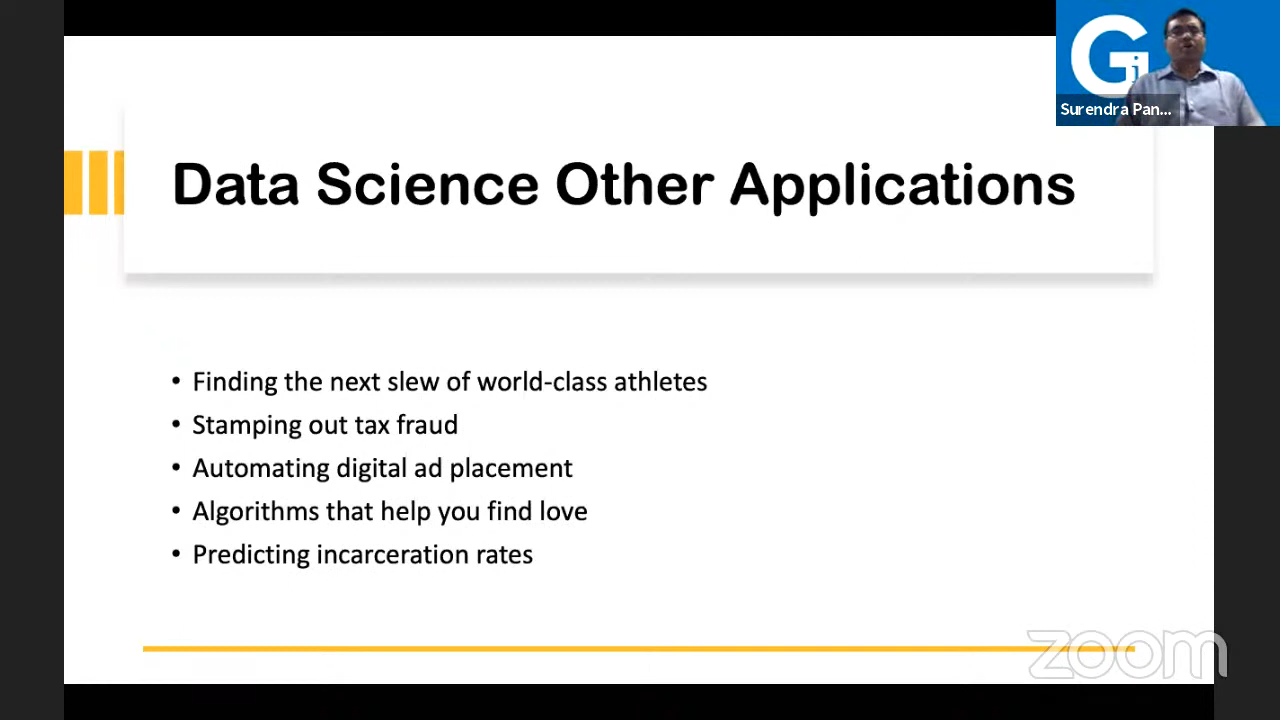 Gi
Surendra Pan...
Data Science Other Applications
• Finding the next slew of world-class athletes
• Stamping out tax fraud
• Automating digital ad placement
• Algorithms that help you find love
• Predicting incarceration rates
zoom